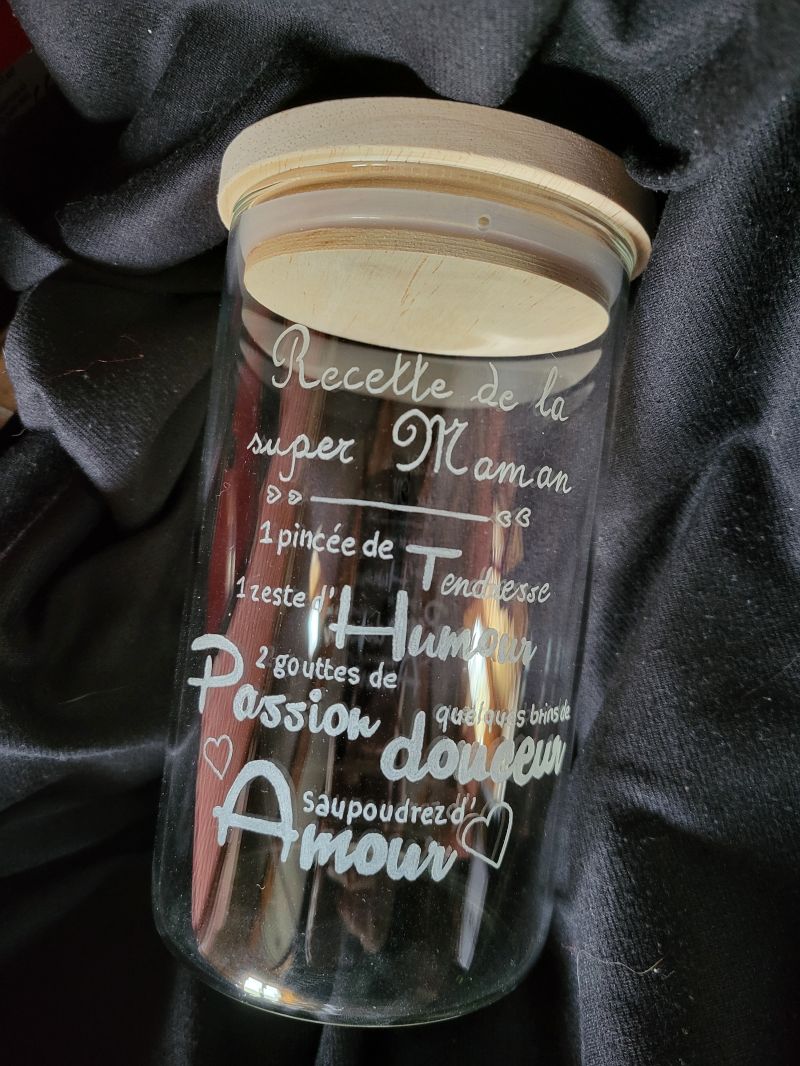 Recette de la
super Maman
1 pincée de Tendresse
1 zeste d'Humour
2 gouttes de
Passion
quelques brins de
douceur
saupoudrez d'
Amour